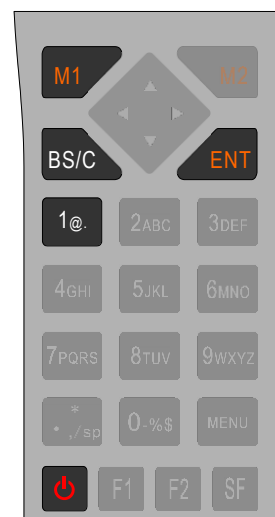 M1 M2
BS/C ENT
1@. 2ABC 3DEF
4GHI 5JKL 6MNO
7PQRS 8TUV 9WXYZ
* . ,/sp 0-%$ MENU
F1 F2 SF